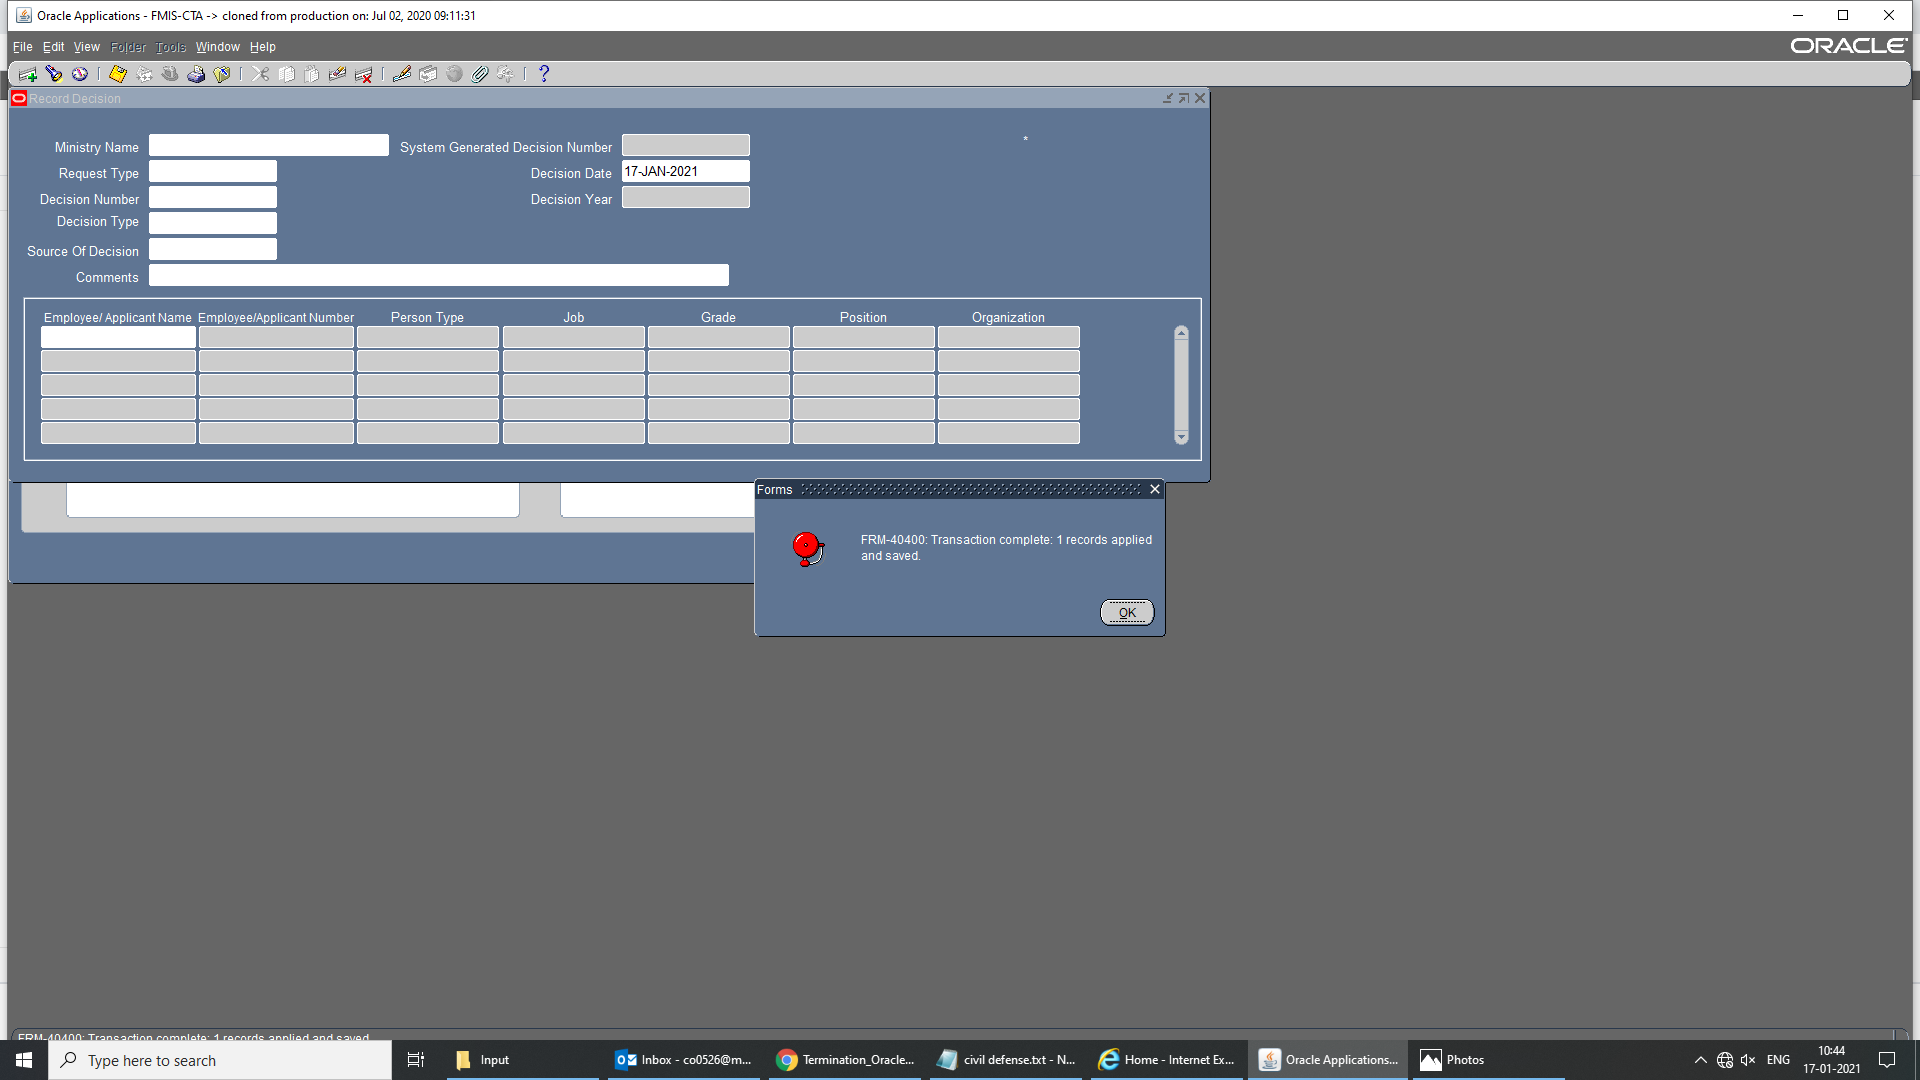 Oracle Applications - FMIS-CTA -> cloned from production on: Jul 02, 2020 09:11:31
File Edit View Folder Tools Window Help
ORACLE
Record Decision
Ministry Name System Generated Decision Number *
Request Type Decision Date 17-JAN-2021
Decision Number Decision Year
Decision Type
Source Of Decision
Comments
Employee/ Applicant Name Employee/Applicant Number Person Type Job Grade Position Organization
Forms
FRM-40400: Transaction complete: 1 records applied
and saved.
OK
FRM-40400: Transaction complete: 1 records applied and saved.
Type here to search
Input
Inbox - co0526@m...
Termination_Oracle...
civil defense.txt - N...
Home - Internet Ex...
Oracle Applications...
Photos
ENG
10:44
17-01-2021